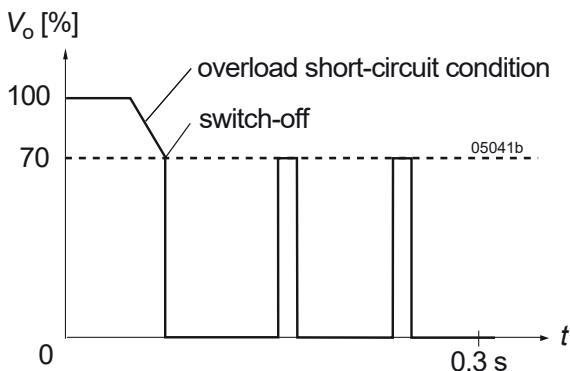 Vo [%]
100
overload short-circuit condition
switch-off
70
05041b
0
t
0.3 s